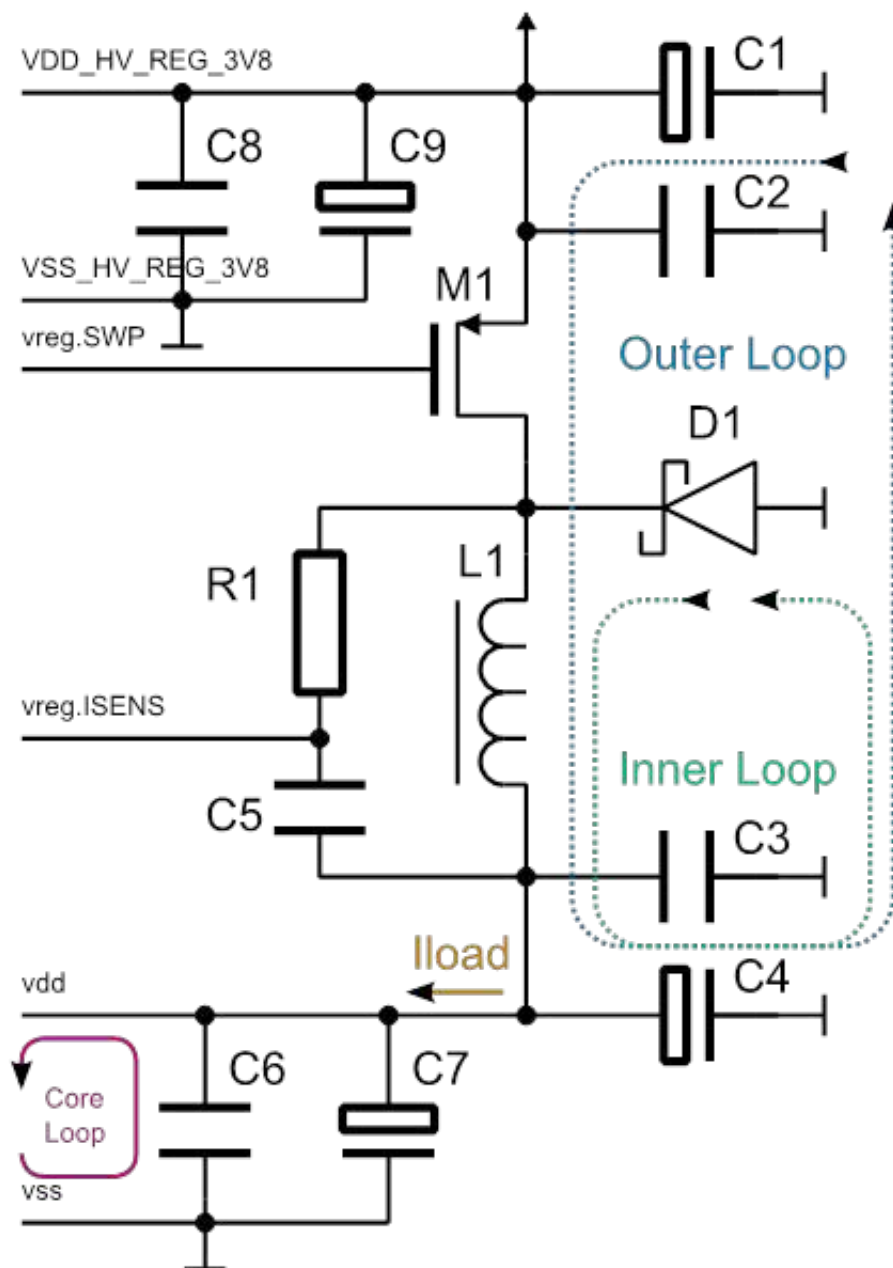 VDD_HV_REG_3V8
C1
C8
C9
C2
VSS_HV_REG_3V8
M1
vreg.SWP
Outer Loop
D1
L1
R1
vreg.ISENS
Inner Loop
C5
C3
Iload
vdd
C4
C6
C7
Core
Loop
vss